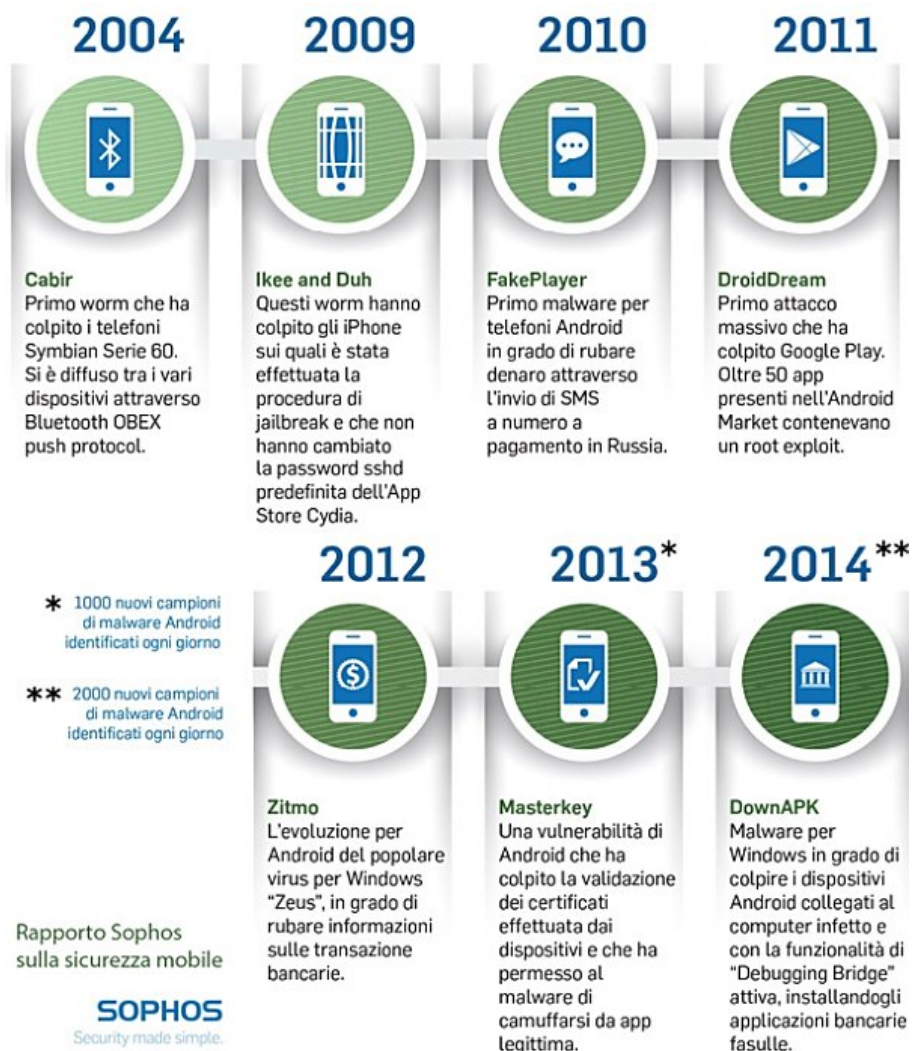 2004
2009
2010
2011
Cabir
Primo worm che ha
colpito i telefoni
Symbian Serie 60.
Si è diffuso tra i vari
dispositivi attraverso
Bluetooth OBEX
push protocol.
Ikee and Duh
Questi worm hanno
colpito gli iPhone
sui quali è stata
effettuata la
procedura di
jailbreak e che non
hanno cambiato
la password sshd
predefinita dell'App
Store Cydia.
FakePlayer
Primo malware per
telefoni Android
in grado di rubare
denaro attraverso
l'invio di SMS
a numero a
pagamento in Russia.
DroidDream
Primo attacco
massivo che ha
colpito Google Play.
Oltre 50 app
presenti nell'Android
Market contenevano
un root exploit.
2012
2013*
2014**
* 1000 nuovi campioni
di malware Android
identificati ogni giorno
** 2000 nuovi campioni
di malware Android
identificati ogni giorno
Zitmo
L'evoluzione per
Android del popolare
virus per Windows
"Zeus", in grado di
rubare informazioni
sulle transazione
bancarie.
Masterkey
Una vulnerabilità di
Android che ha
colpito la validazione
dei certificati
effettuata dai
dispositivi e che ha
permesso al
malware di
camuffarsi da app
legittima.
DownAPK
Malware per
Windows in grado di
colpire i dispositivi
Android collegati al
computer infetto e
con la funzionalità di
"Debugging Bridge"
attiva, installandogli
applicazioni bancarie
fasulle.
Rapporto Sophos
sulla sicurezza mobile
SOPHOS
Security made simple.